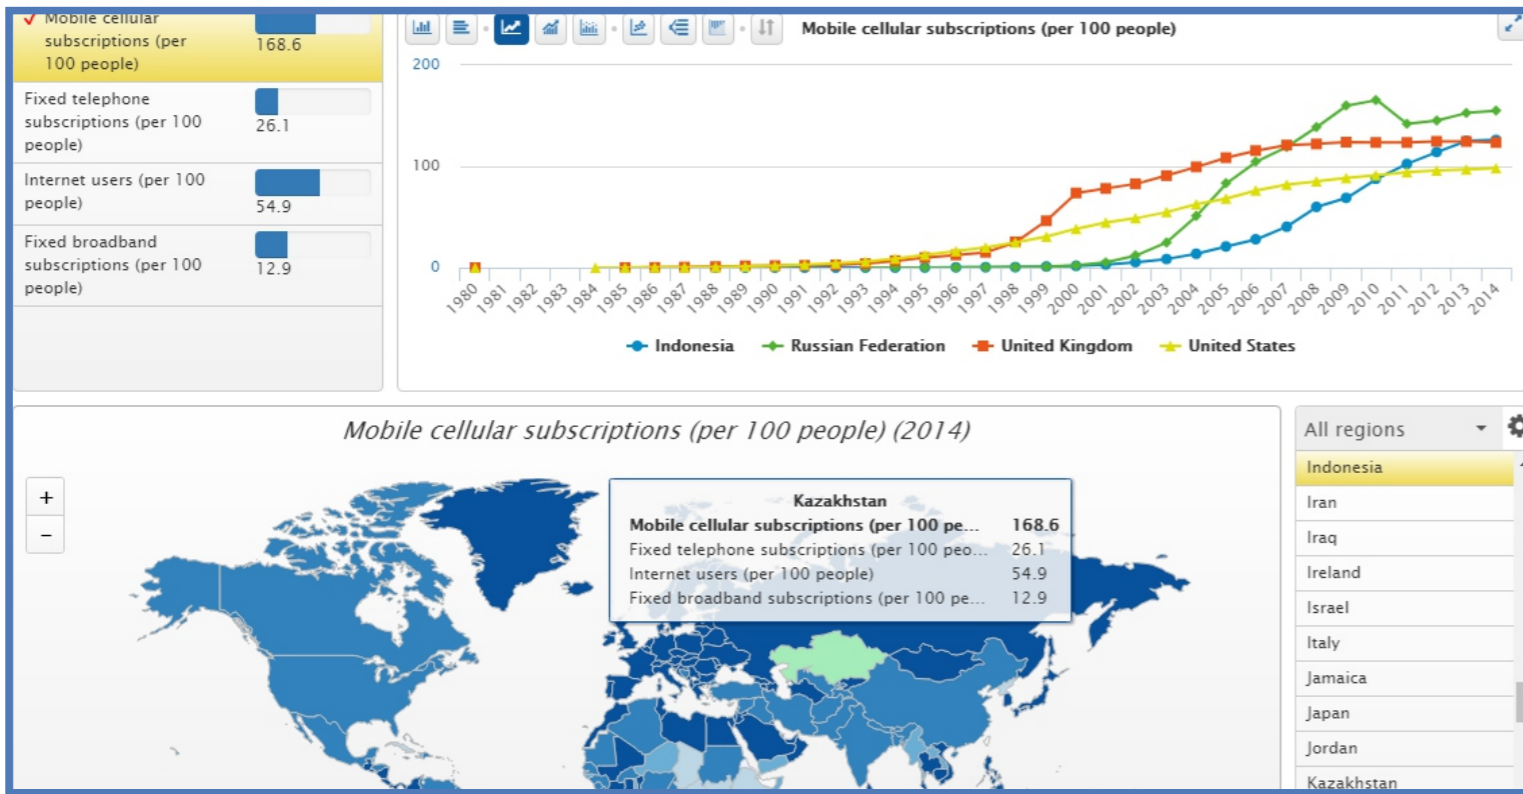 ✓ Mobile cellular
subscriptions (per
100 people)
168.6
Fixed telephone
subscriptions (per 100
people)
26.1
Internet users (per 100
people)
54.9
Fixed broadband
subscriptions (per 100
people)
12.9
Mobile cellular subscriptions (per 100 people)
200
100
0
1980 1981 1982 1983 1984 1985 1986 1987 1988 1989 1990 1991 1992 1993 1994 1995 1996 1997 1998 1999 2000 2001 2002 2003 2004 2005 2006 2007 2008 2009 2010 2011 2012 2013 2014
Indonesia Russian Federation United Kingdom United States
Mobile cellular subscriptions (per 100 people) (2014)
+
−
Kazakhstan
Mobile cellular subscriptions (per 100 pe... 168.6
Fixed telephone subscriptions (per 100 peo... 26.1
Internet users (per 100 people) 54.9
Fixed broadband subscriptions (per 100 pe... 12.9
All regions
Indonesia
Iran
Iraq
Ireland
Israel
Italy
Jamaica
Japan
Jordan
Kazakhstan